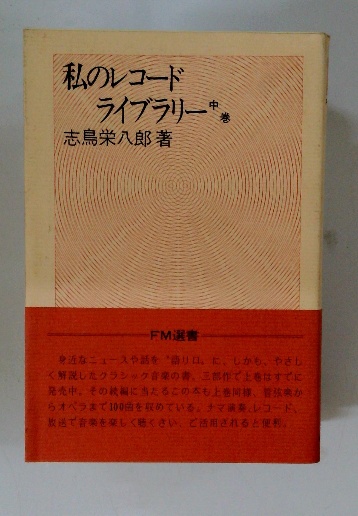 私のレコード
ライブラリー中巻
志鳥栄八郎著
FM選書
身近なニュースや話を“語り口〟に、しかも、やさし
く解説したクラシック音楽の書。三部作で上巻はすでに
発売中。その続編に当たるこの本も上巻同様、管弦楽か
らオペラまで100曲を収めている。ナマ演奏、レコード、
放送で音楽を楽しく聴くさい、ご活用されると便利。